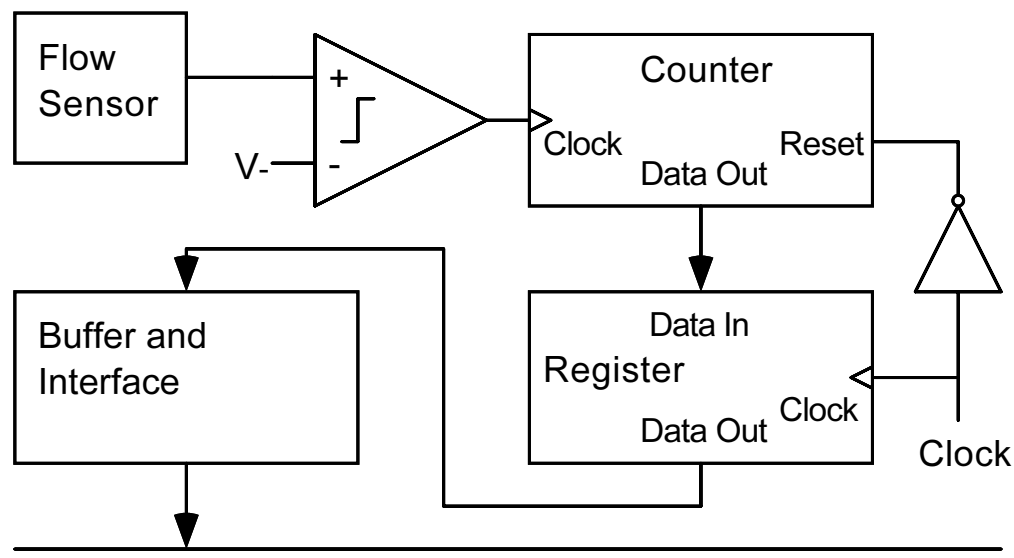 Flow
Sensor
+
-
V-
Counter
Clock
Reset
Data Out
Buffer and
Interface
Data In
Register
Clock
Data Out
Clock